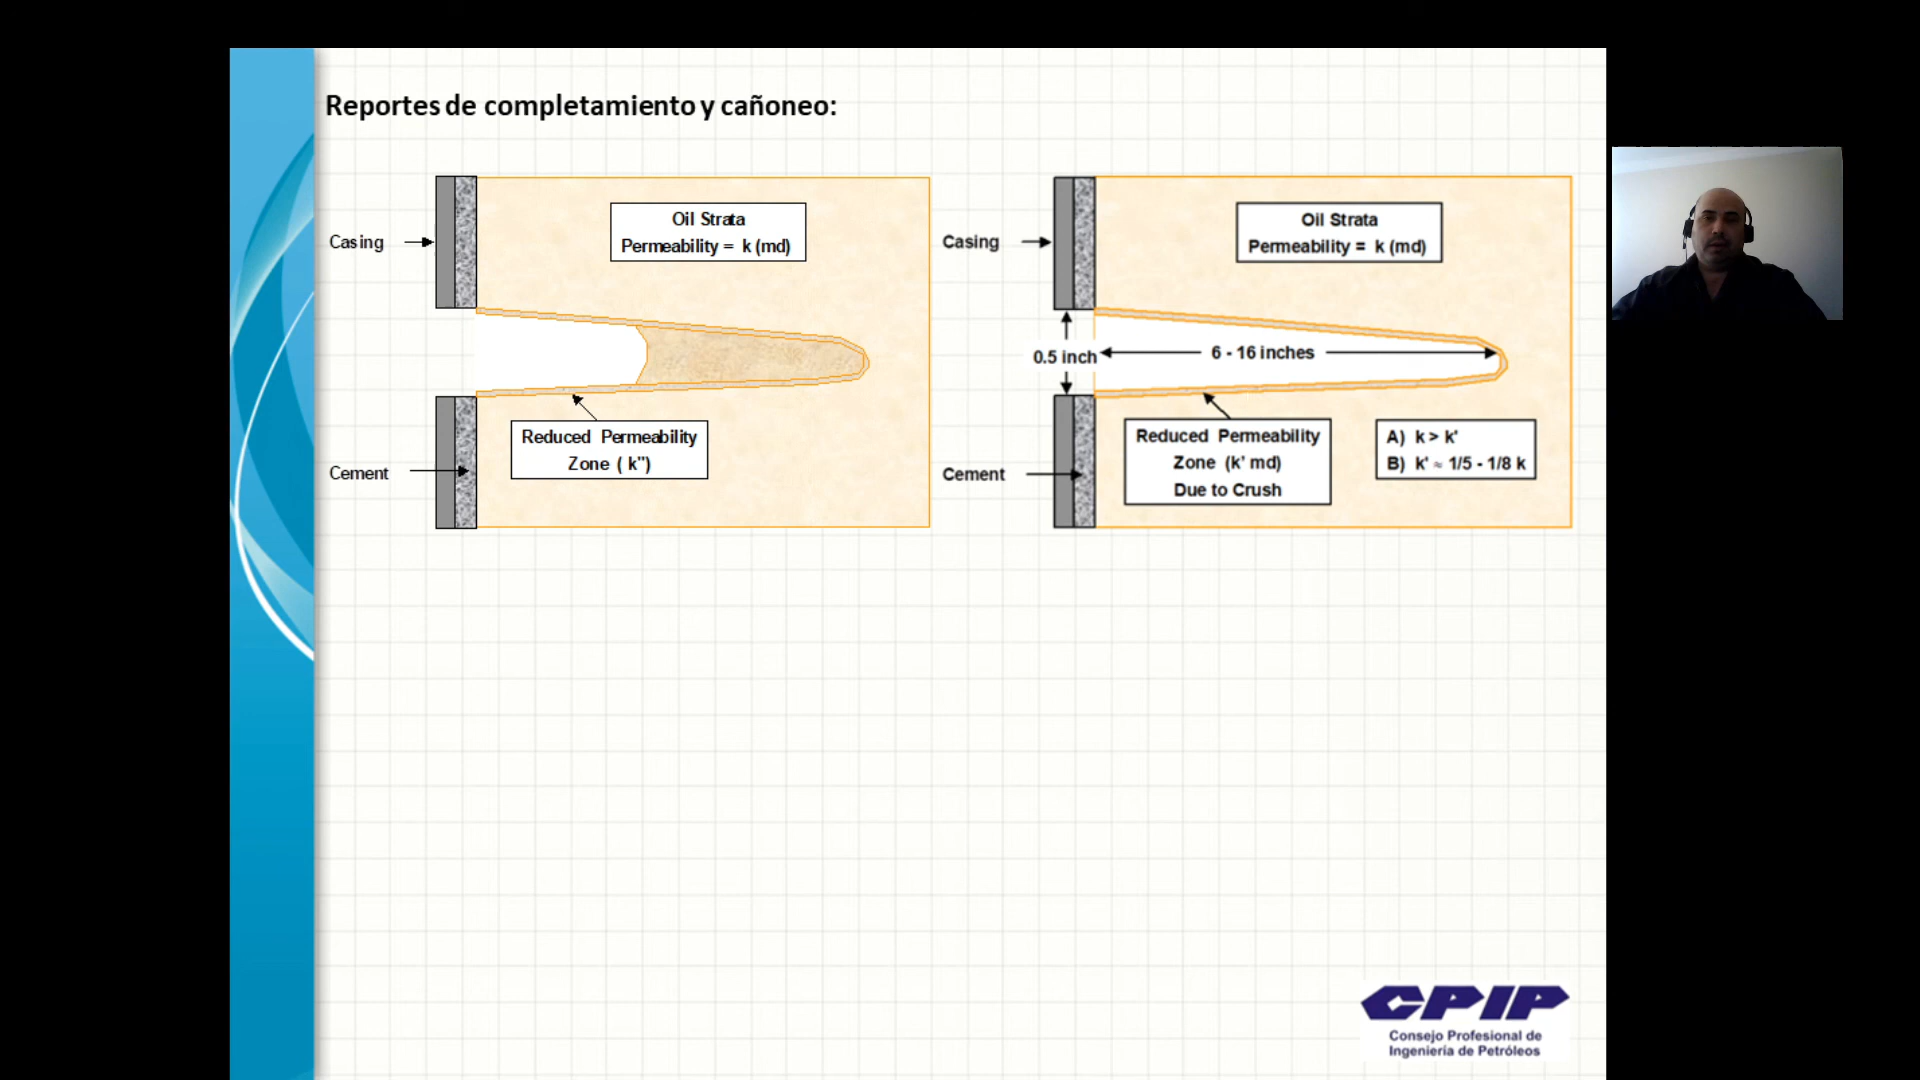 Reportes de completamiento y cañoneo:
Oil Strata
Permeability = k (md)
Casing
Reduced Permeability
Zone ( k")
Cement
Oil Strata
Permeability = k (md)
Casing
0.5 inch
6 - 16 inches
Reduced Permeability
Zone (k' md)
Due to Crush
A) k > k'
B) k' ≈ 1/5 - 1/8 k
Cement
CPIP
Consejo Profesional de
Ingeniería de Petróleos